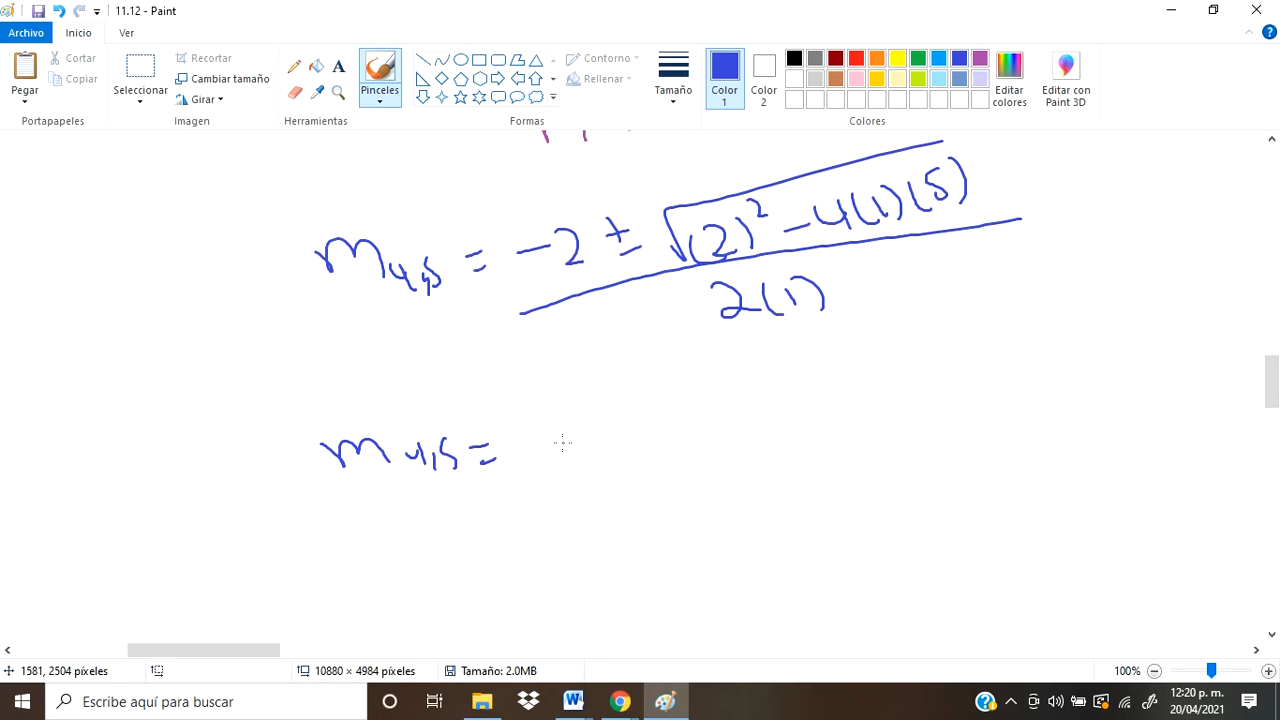 11.12 - Paint
Archivo Inicio Ver
Pegar
Cortar
Copiar
Portapapeles
Seleccionar
Recortar
Cambiar tamaño
Girar
Imagen
A
Herramientas
Pinceles
Contorno
Rellenar
Formas
Tamaño
Color 1
Color 2
Editar colores
Colores
Editar con Paint 3D
m4,5 = -2 ± √(2)² - 4(1)(5)
2(1)
m4,5 =
1581, 2504 píxeles
10880 × 4984 píxeles
Tamaño: 2.0MB
100%
Escribe aquí para buscar
12:20 p. m.
20/04/2021